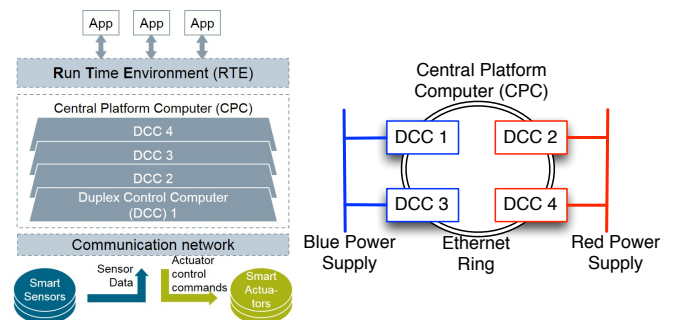 App App App
Run Time Environment (RTE)
Central Platform Computer (CPC)
DCC 4
DCC 3
DCC 2
Duplex Control Computer
(DCC) 1
Communication network
Smart
Sensors
Sensor
Data
Actuator
control
commands
Smart
Actua-
tors
Central Platform
Computer (CPC)
DCC 1
DCC 2
DCC 3
DCC 4
Blue Power
Supply
Ethernet
Ring
Red Power
Supply